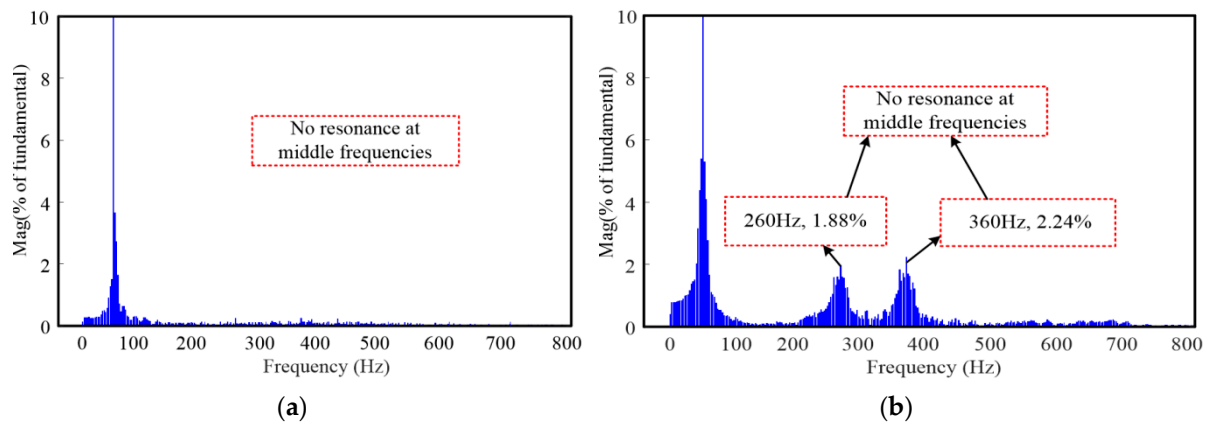 10
8
6
4
2
0
Mag(% of fundamental)
No resonance at
middle frequencies
0 100 200 300 400 500 600 700 800
Frequency (Hz)
(a)
10
8
6
4
2
0
Mag(% of fundamental)
No resonance at
middle frequencies
260Hz, 1.88%
360Hz, 2.24%
0 100 200 300 400 500 600 700 800
Frequency (Hz)
(b)